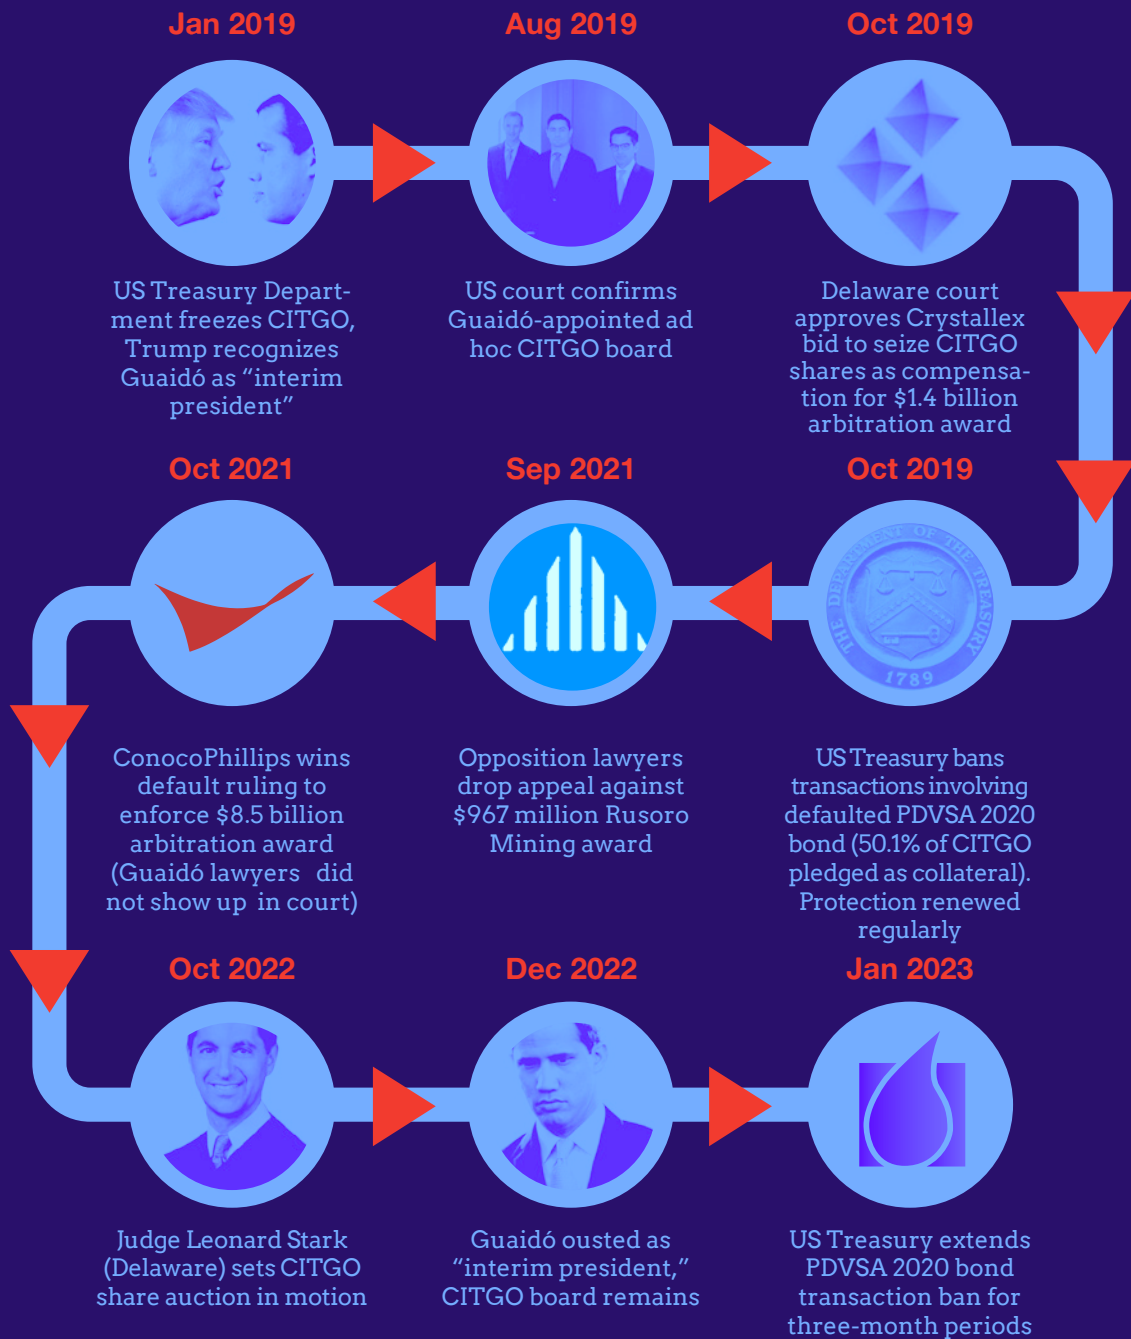 Jan 2019
US Treasury Depart-
ment freezes CITGO,
Trump recognizes
Guaidó as “interim
president”
Aug 2019
US court confirms
Guaidó-appointed ad
hoc CITGO board
Oct 2019
Delaware court
approves Crystallex
bid to seize CITGO
shares as compensa-
tion for $1.4 billion
arbitration award
Oct 2019
THE DEPARTMENT OF THE TREASURY
1789
US Treasury bans
transactions involving
defaulted PDVSA 2020
bond (50.1% of CITGO
pledged as collateral).
Protection renewed
regularly
Sep 2021
Opposition lawyers
drop appeal against
$967 million Rusoro
Mining award
Oct 2021
ConocoPhillips wins
default ruling to
enforce $8.5 billion
arbitration award
(Guaidó lawyers did
not show up in court)
Oct 2022
Judge Leonard Stark
(Delaware) sets CITGO
share auction in motion
Dec 2022
Guaidó ousted as
“interim president,”
CITGO board remains
Jan 2023
US Treasury extends
PDVSA 2020 bond
transaction ban for
three-month periods